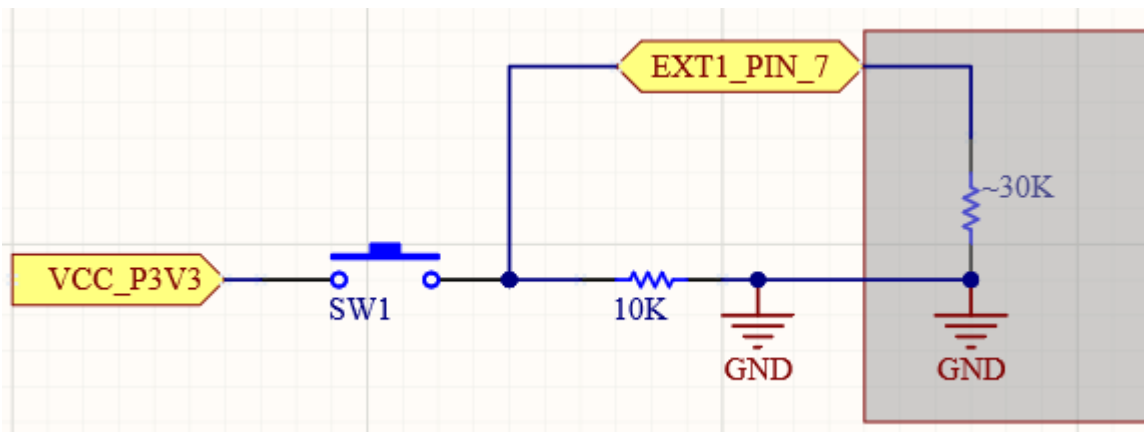 EXT1_PIN_7
~30K
VCC_P3V3
SW1
10K
GND
GND